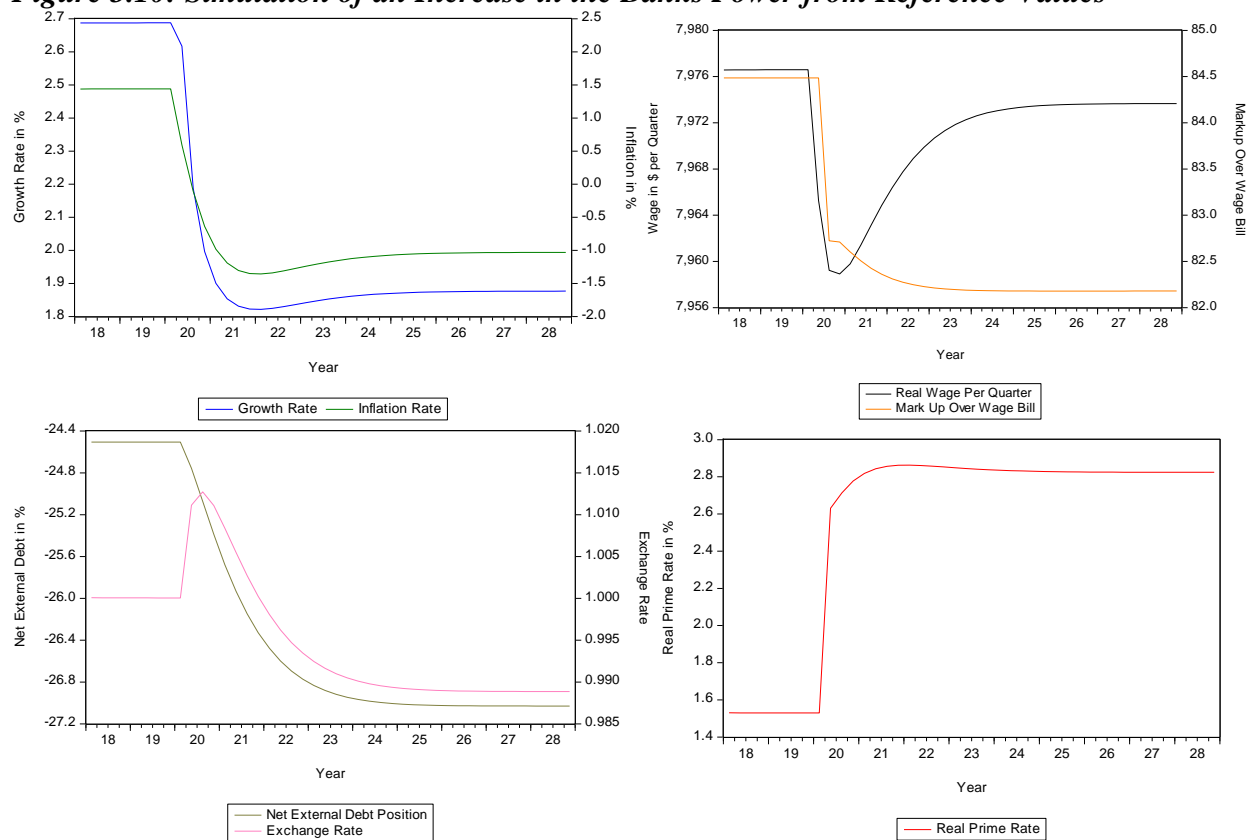 Simulation of an Increase in the Banks Power from Reference Values
2.7
2.6
2.5
2.4
2.3
2.2
2.1
2.0
1.9
1.8
Growth Rate in %
2.5
2.0
1.5
1.0
0.5
0.0
-0.5
-1.0
-1.5
-2.0
Inflation in %
18 19 20 21 22 23 24 25 26 27 28
Year
Growth Rate Inflation Rate
7,980
7,976
7,972
7,968
7,964
7,960
7,956
Wage in $ per Quarter
85.0
84.5
84.0
83.5
83.0
82.5
82.0
Markup Over Wage Bill
18 19 20 21 22 23 24 25 26 27 28
Year
Real Wage Per Quarter
Mark Up Over Wage Bill
-24.4
-24.8
-25.2
-25.6
-26.0
-26.4
-26.8
-27.2
Net External Debt in %
1.020
1.015
1.010
1.005
1.000
0.995
0.990
0.985
Exchange Rate
18 19 20 21 22 23 24 25 26 27 28
Year
Net External Debt Position
Exchange Rate
3.0
2.8
2.6
2.4
2.2
2.0
1.8
1.6
1.4
Real Prime Rate in %
18 19 20 21 22 23 24 25 26 27 28
Year
Real Prime Rate